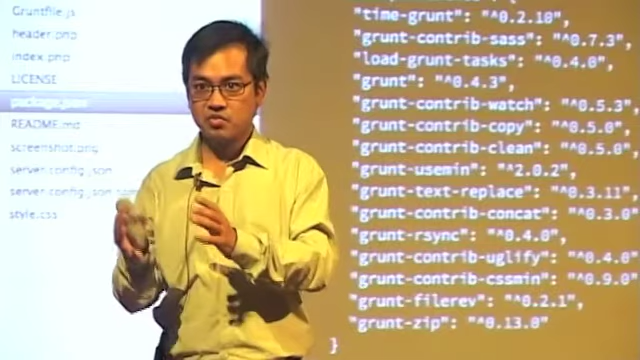 Gruntfile.js
header.php
index.php
LICENSE
package.json
README.md
screenshot.png
server.config.json
style.css
"time-grunt": "^0.2.10",
"grunt-contrib-sass": "^0.7.3",
"load-grunt-tasks": "^0.4.0",
"grunt": "^0.4.3",
"grunt-contrib-watch": "^0.5.3"
"grunt-contrib-copy": "^0.5.0",
"grunt-contrib-clean": "^0.5.0",
"grunt-usemin": "^2.0.2",
"grunt-text-replace": "^0.3.11",
"grunt-contrib-concat": "^0.3.0"
"grunt-rsync": "^0.4.0",
"grunt-contrib-uglify": "^0.4.0"
"grunt-contrib-cssmin": "^0.9.0"
"grunt-filerev": "^0.2.1",
"grunt-zip": "^0.13.0"
}